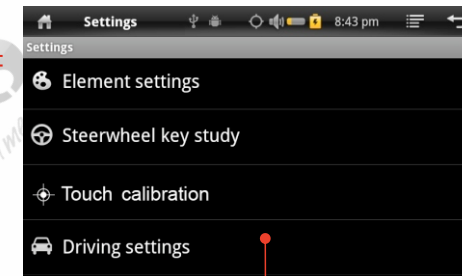 Settings 8:43 pm
Settings
Element settings
Steerwheel key study
Touch calibration
Driving settings